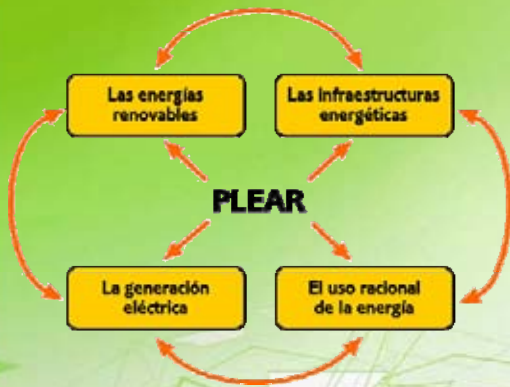 Las energías
renovables
Las infraestructuras
energéticas
PLEAR
La generación
eléctrica
El uso racional
de la energía